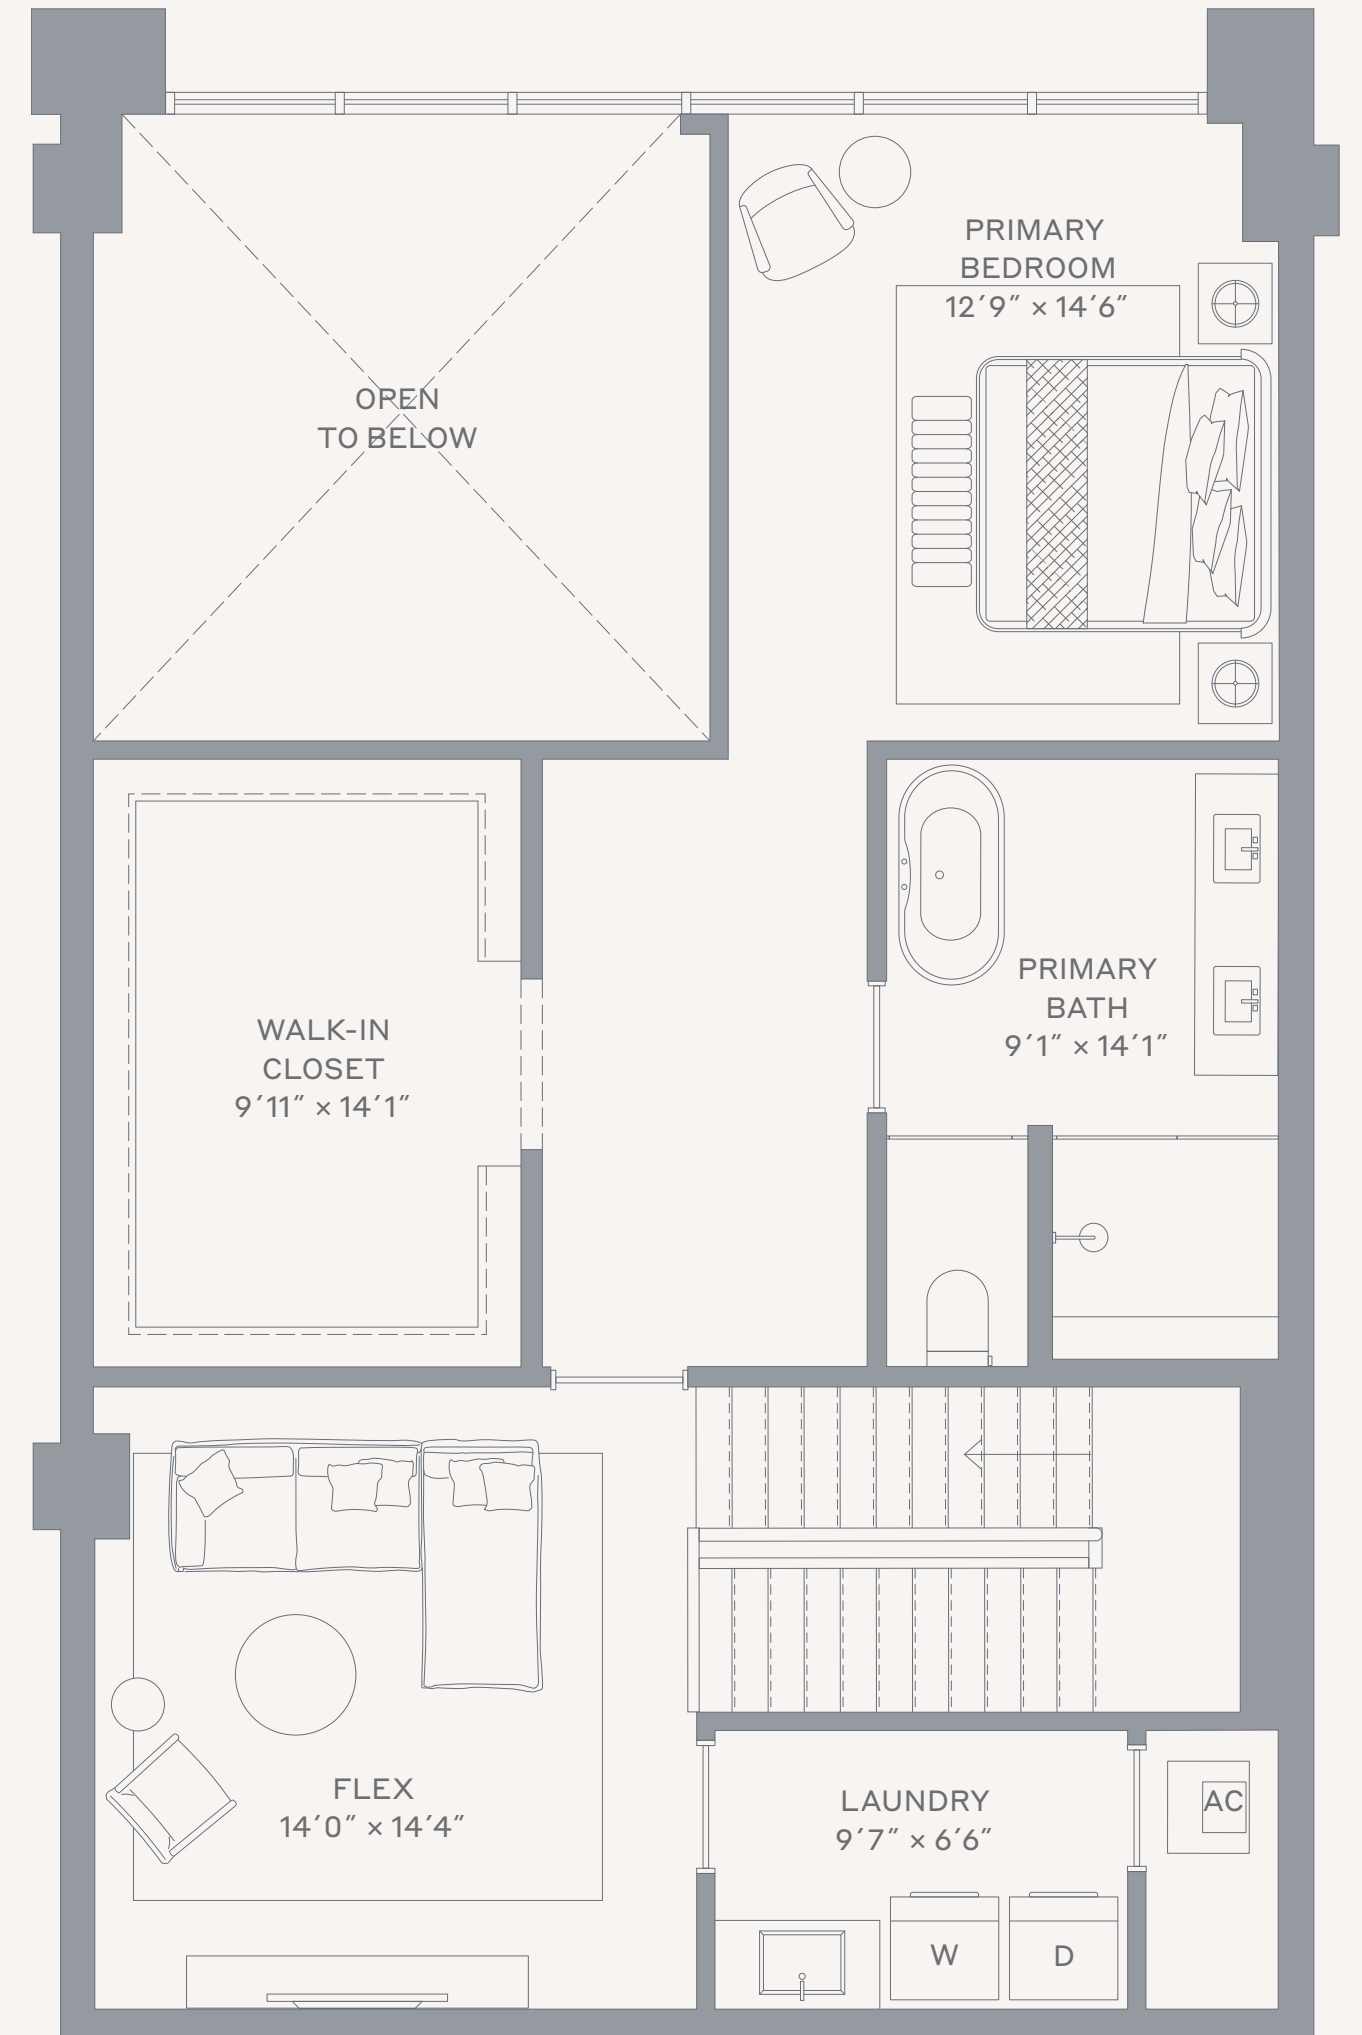 PRIMARY
BEDROOM
12´9˝ × 14´6˝
OPEN
TO BELOW
PRIMARY
BATH
9´1˝ × 14´1˝
WALK-IN
CLOSET
9´11˝ × 14´1˝
FLEX
14´0˝ × 14´4˝
LAUNDRY
9´7˝ × 6´6˝
AC
W
D